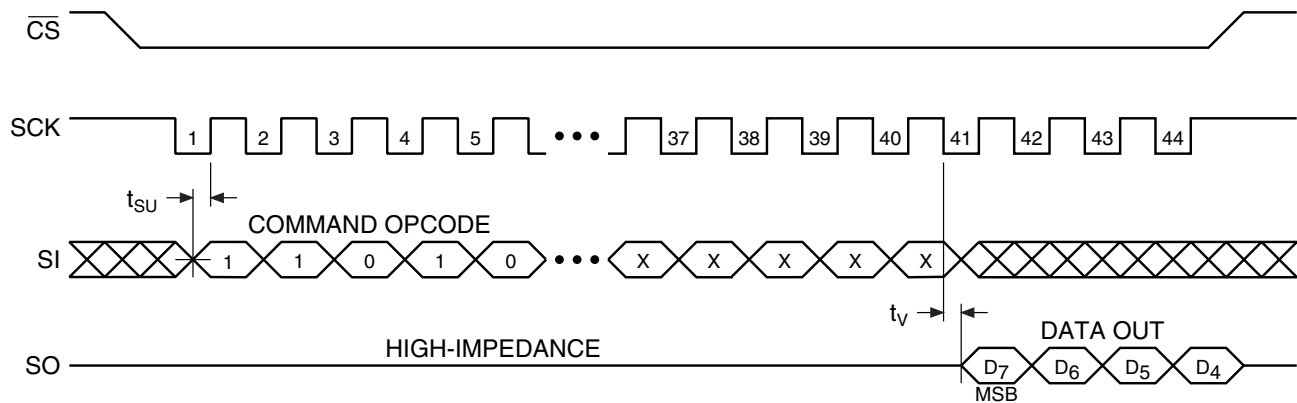 CS
SCK 1 2 3 4 5 ••• 37 38 39 40 41 42 43 44
tSU
COMMAND OPCODE
SI 1 1 0 1 0 ••• X X X X X
tV
DATA OUT
HIGH-IMPEDANCE
SO D7 D6 D5 D4
MSB